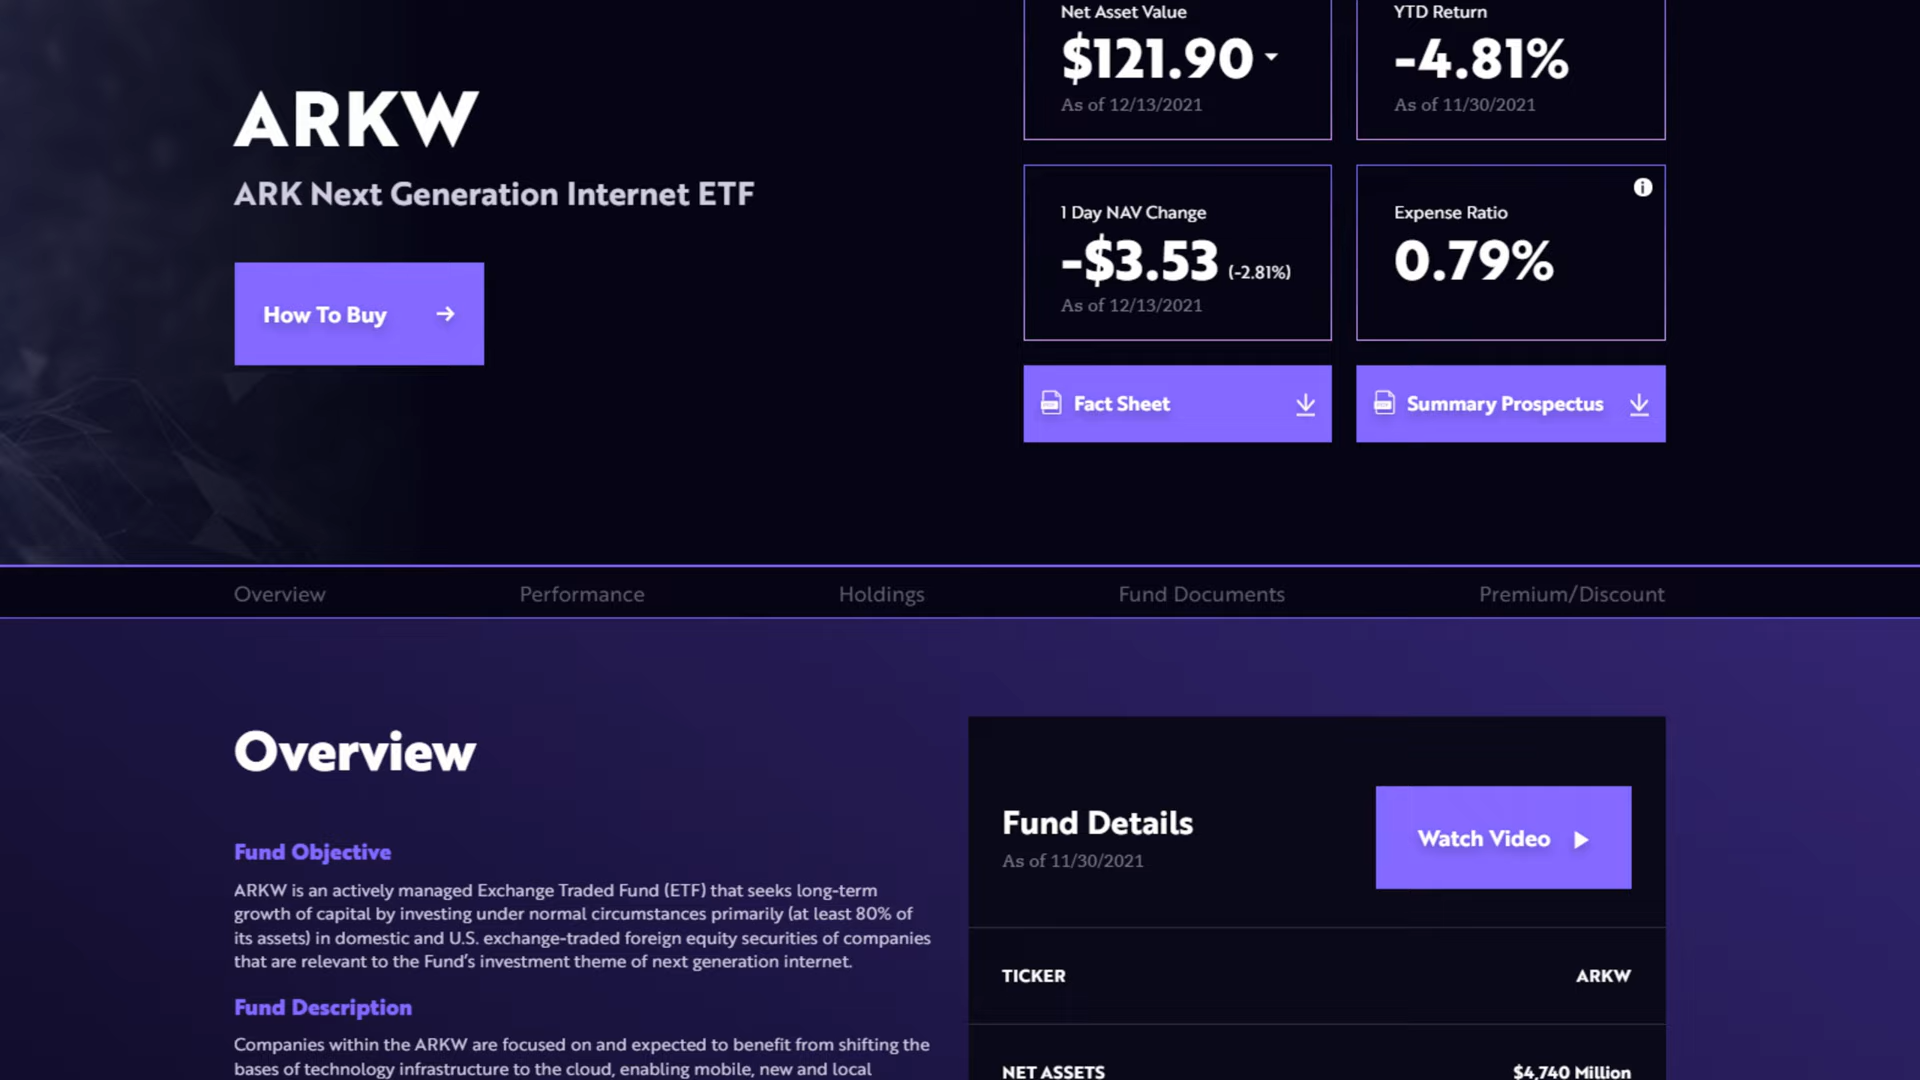 Net Asset Value
$121.90
As of 12/13/2021
YTD Return
-4.81%
As of 11/30/2021
ARKW
ARK Next Generation Internet ETF
How To Buy
1 Day NAV Change
-$3.53 (-2.81%)
As of 12/13/2021
Expense Ratio
0.79%
Fact Sheet
Summary Prospectus
Overview
Performance
Holdings
Fund Documents
Premium/Discount
Overview
Fund Objective
ARKW is an actively managed Exchange Traded Fund (ETF) that seeks long-term
growth of capital by investing under normal circumstances primarily (at least 80% of
its assets) in domestic and U.S. exchange-traded foreign equity securities of companies
that are relevant to the Fund's investment theme of next generation internet.
Fund Description
Companies within the ARKW are focused on and expected to benefit from shifting the
bases of technology infrastructure to the cloud, enabling mobile, new and local
Fund Details
As of 11/30/2021
Watch Video
TICKER
ARKW
NET ASSETS
$4,740 Million